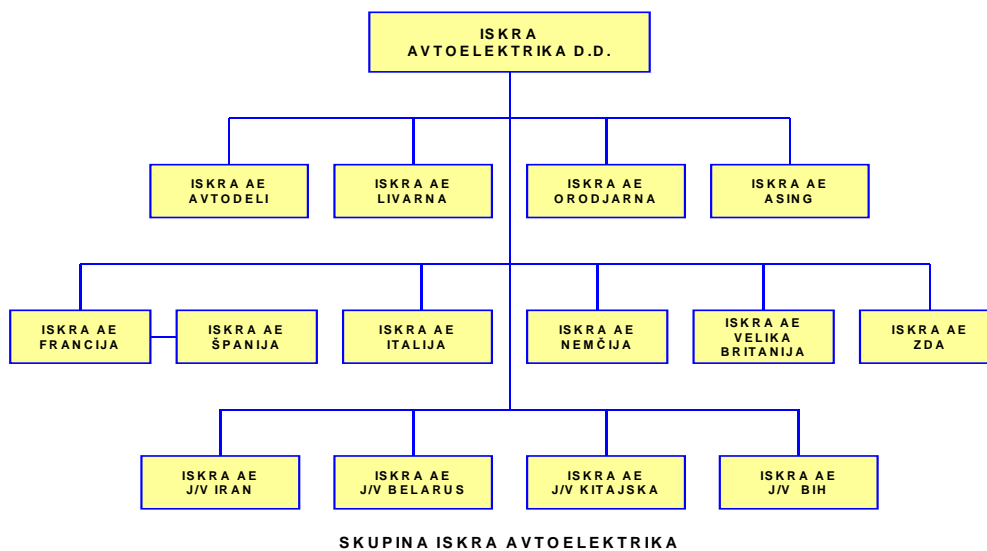 ISKRA
AVTOELEKTRIKA D.D.
ISKRA AE
AVTODELI
ISKRA AE
LIVARNA
ISKRA AE
ORODJARNA
ISKRA AE
ASING
ISKRA AE
FRANCIJA
ISKRA AE
ŠPANIJA
ISKRA AE
ITALIJA
ISKRA AE
NEMČIJA
ISKRA AE
VELIKA
BRITANIJA
ISKRA AE
ZDA
ISKRA AE
J/V IRAN
ISKRA AE
J/V BELARUS
ISKRA AE
J/V KITAJSKA
ISKRA AE
J/V BIH
SKUPINA ISKRA AVTOELEKTRIKA